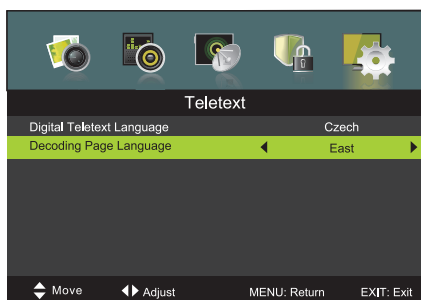 Teletext
Digital Teletext Language Czech
Decoding Page Language East
Move Adjust MENU: Return EXIT: Exit